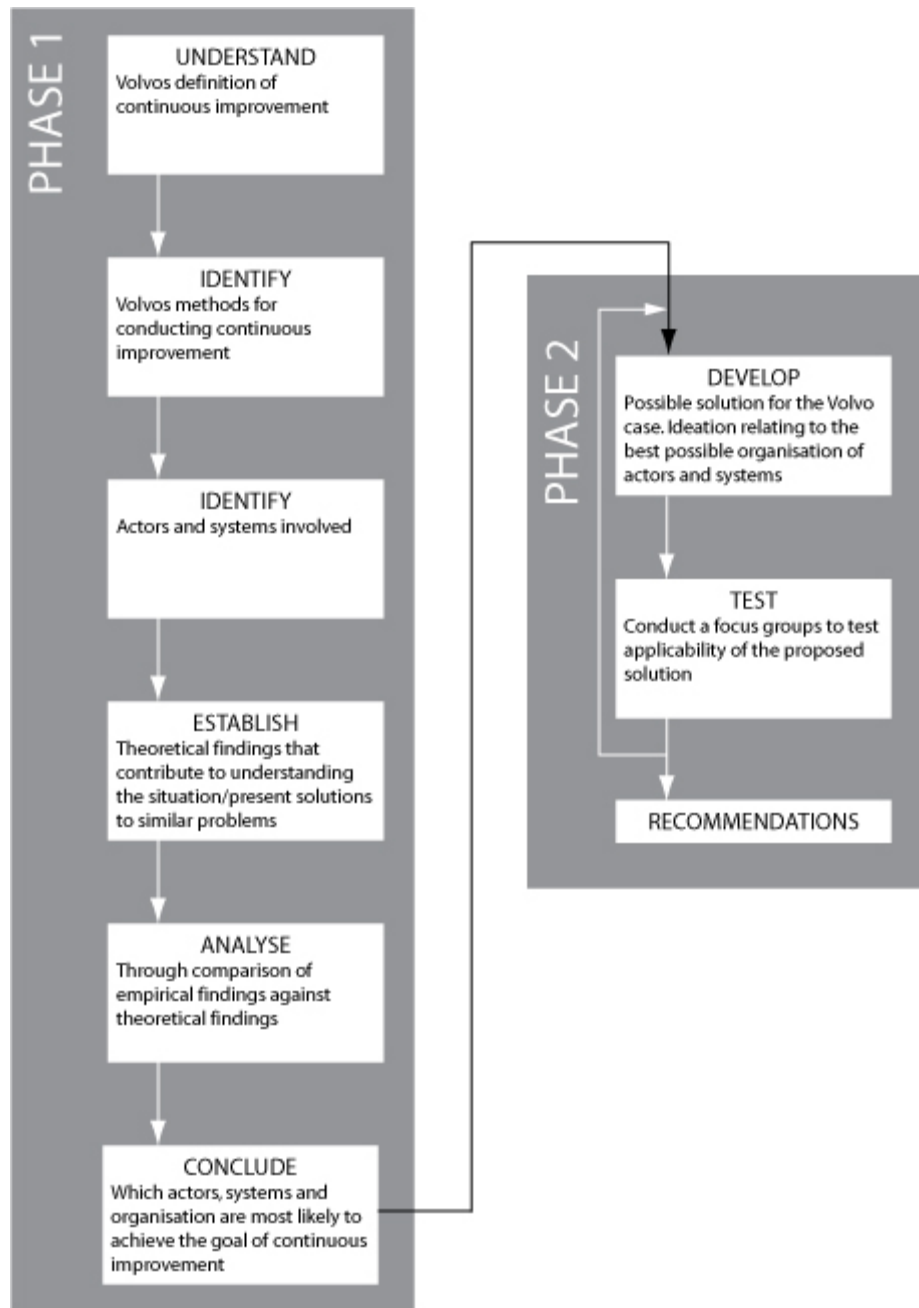 PHASE 1
UNDERSTAND
Volvos definition of
continuous improvement
IDENTIFY
Volvos methods for
conducting continuous
improvement
IDENTIFY
Actors and systems involved
ESTABLISH
Theoretical findings that
contribute to understanding
the situation/present solutions
to similar problems
ANALYSE
Through comparison of
empirical findings against
theoretical findings
CONCLUDE
Which actors, systems and
organisation are most likely to
achieve the goal of continuous
improvement
PHASE 2
DEVELOP
Possible solution for the Volvo
case. Ideation relating to the
best possible organisation of
actors and systems
TEST
Conduct a focus groups to test
applicability of the proposed
solution
RECOMMENDATIONS